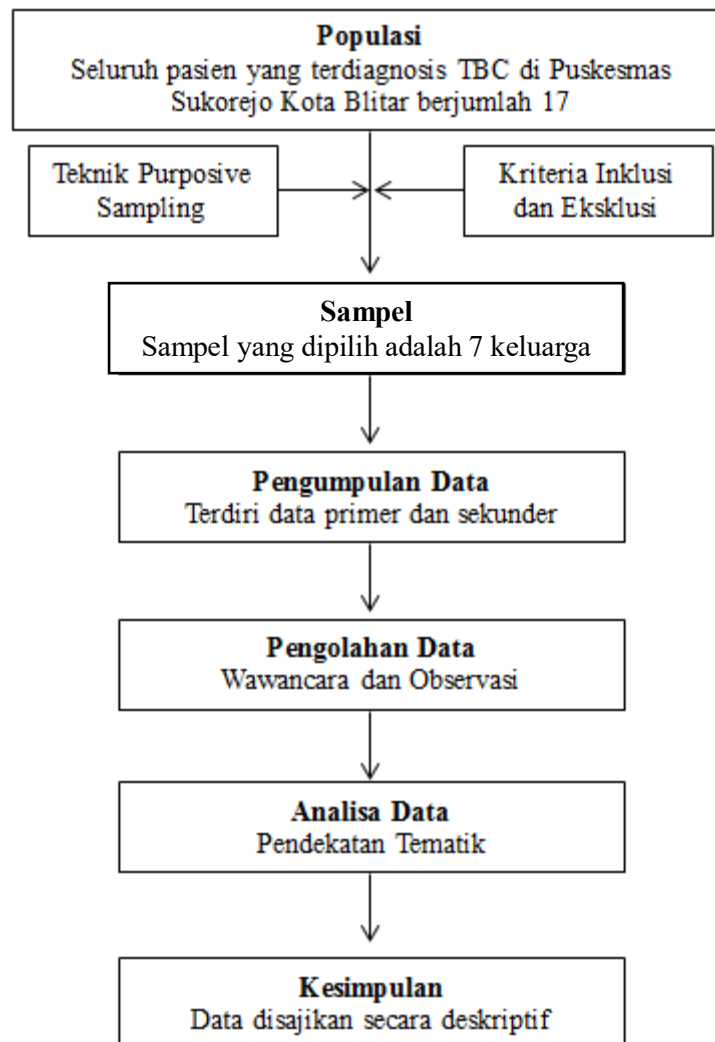 Populasi
Seluruh pasien yang terdiagnosis TBC di Puskesmas
Sukorejo Kota Blitar berjumlah 17
Teknik Purposive
Sampling
Kriteria Inklusi
dan Eksklusi
Sampel
Sampel yang dipilih adalah 7 keluarga
Pengumpulan Data
Terdiri data primer dan sekunder
Pengolahan Data
Wawancara dan Observasi
Analisa Data
Pendekatan Tematik
Kesimpulan
Data disajikan secara deskriptif